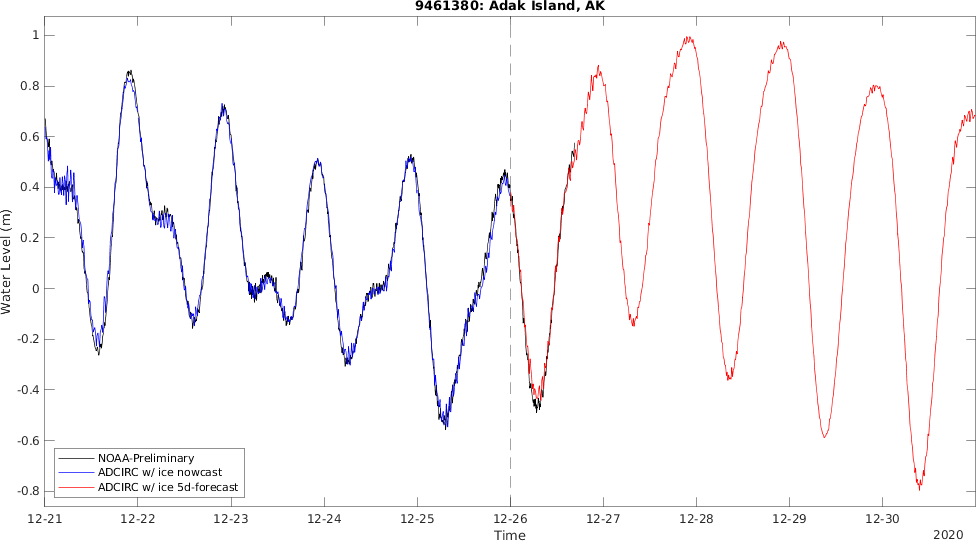 9461380: Adak Island, AK
1
0.8
0.6
0.4
0.2
0
-0.2
-0.4
-0.6
-0.8
Water Level (m)
NOAA-Preliminary
ADCIRC w/ ice nowcast
ADCIRC w/ ice 5d-forecast
12-21 12-22 12-23 12-24 12-25 12-26 12-27 12-28 12-29 12-30
Time
2020